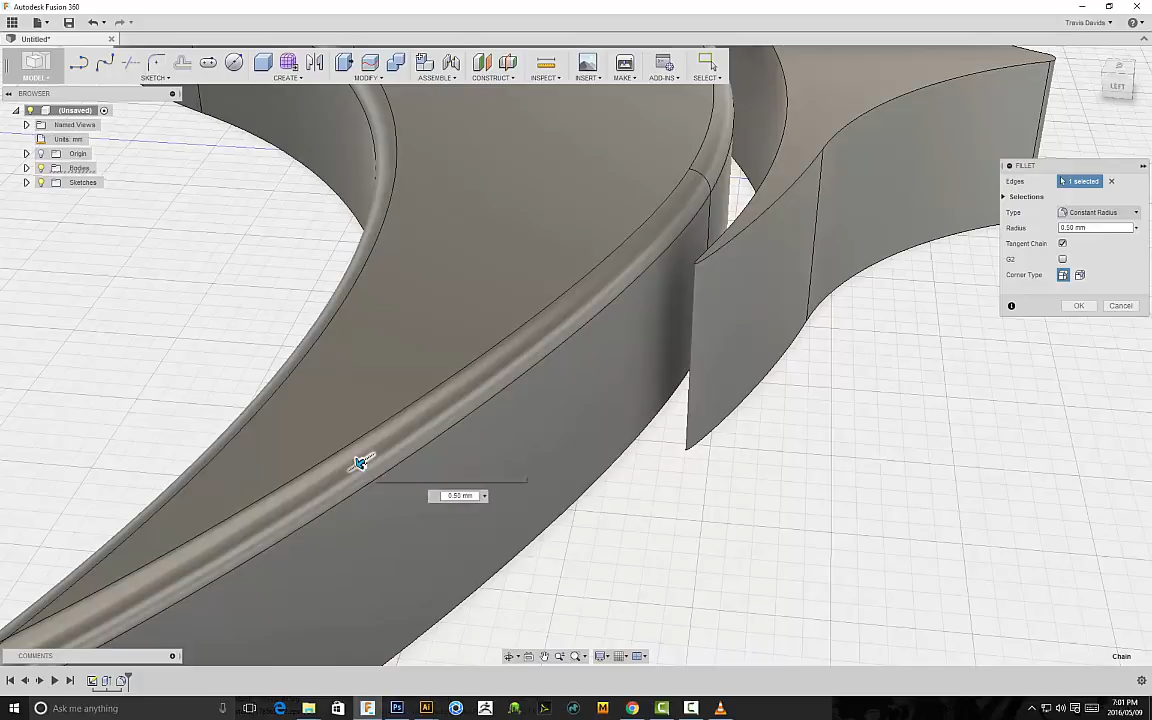 Autodesk Fusion 360
Travis Davids
Untitled*
MODEL
SKETCH
CREATE
MODIFY
ASSEMBLE
CONSTRUCT
INSPECT
INSERT
MAKE
ADD-INS
SELECT
LEFT
BROWSER
(Unsaved)
Named Views
Units: mm
Origin
Bodies
Sketches
FILLET
Edges 1 selected
Selections
Type Constant Radius
Radius 0.50 mm
Tangent Chain
G2
Corner Type
OK Cancel
0.50 mm
COMMENTS
Chain
Ask me anything
7:01 PM
2016/05/09